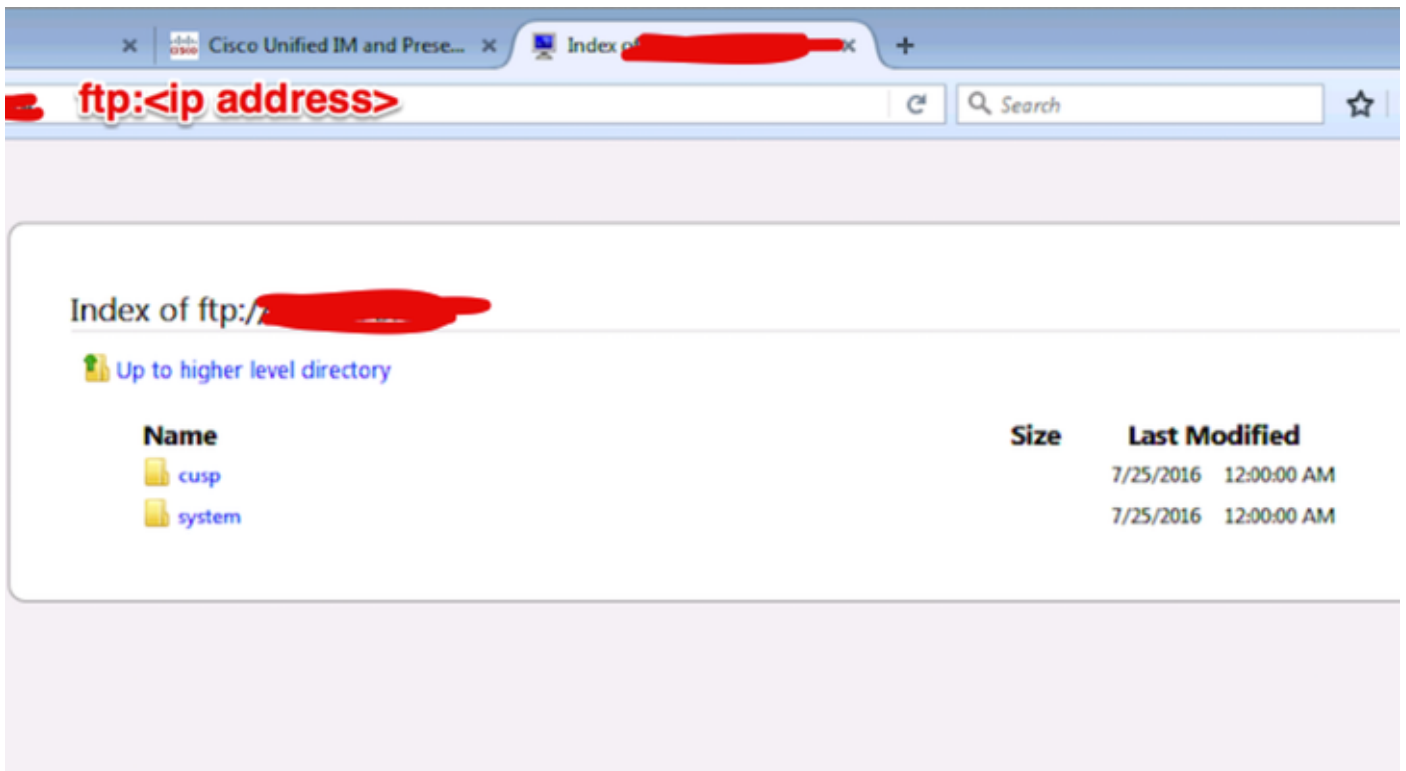 Cisco Unified IM and Prese... Index of
ftp:<ip address> Search
Index of ftp://
Up to higher level directory
Name Size Last Modified
cusp 7/25/2016 12:00:00 AM
system 7/25/2016 12:00:00 AM